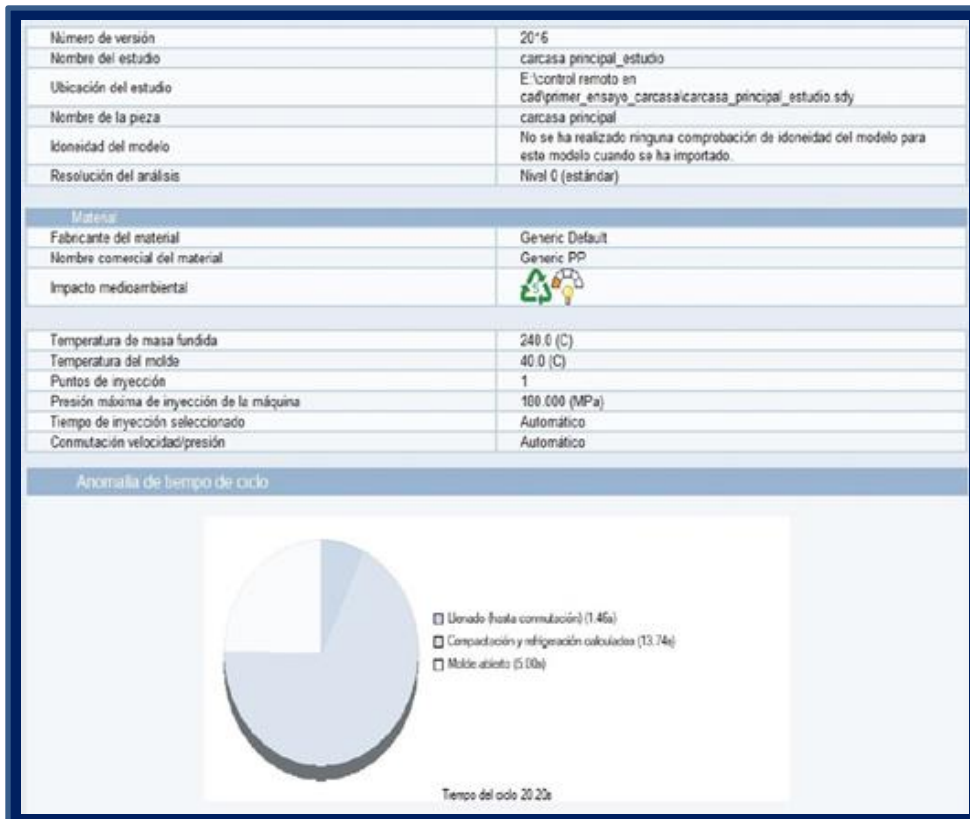 Número de versión 2016
Nombre del estudio carcasa principal_estudio
Ubicación del estudio E:\control remoto en
cad\primer_ensayo_carcasa\carcasa_principal_estudio.sdy
Nombre de la pieza carcasa principal
Idoneidad del modelo No se ha realizado ninguna comprobación de idoneidad del modelo para
este modelo cuando se ha importado.
Resolución del análisis Nivel 0 (estándar)
Material
Fabricante del material Generic Default
Nombre comercial del material Generic PP
Impacto medioambiental
5
Temperatura de masa fundida 240.0 (C)
Temperatura del molde 40.0 (C)
Puntos de inyección 1
Presión máxima de inyección de la máquina 180.000 (MPa)
Tiempo de inyección seleccionado Automático
Conmutación velocidad/presión Automático
Anomalía de tiempo de ciclo
Llenado (hasta conmutación) (1.46s)
Compactación y refrigeración calculadas (13.74s)
Molde abierto (5.00s)
Tiempo del ciclo 20.20s